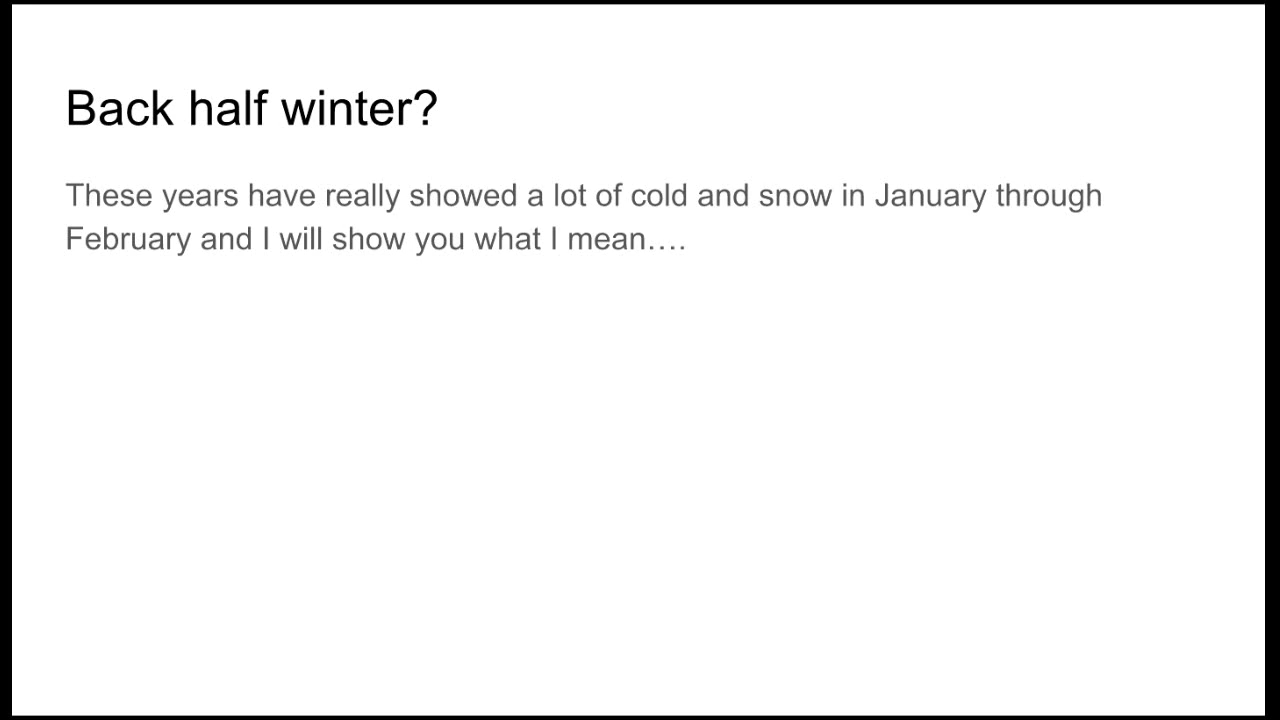 Back half winter?
These years have really showed a lot of cold and snow in January through
February and I will show you what I mean….